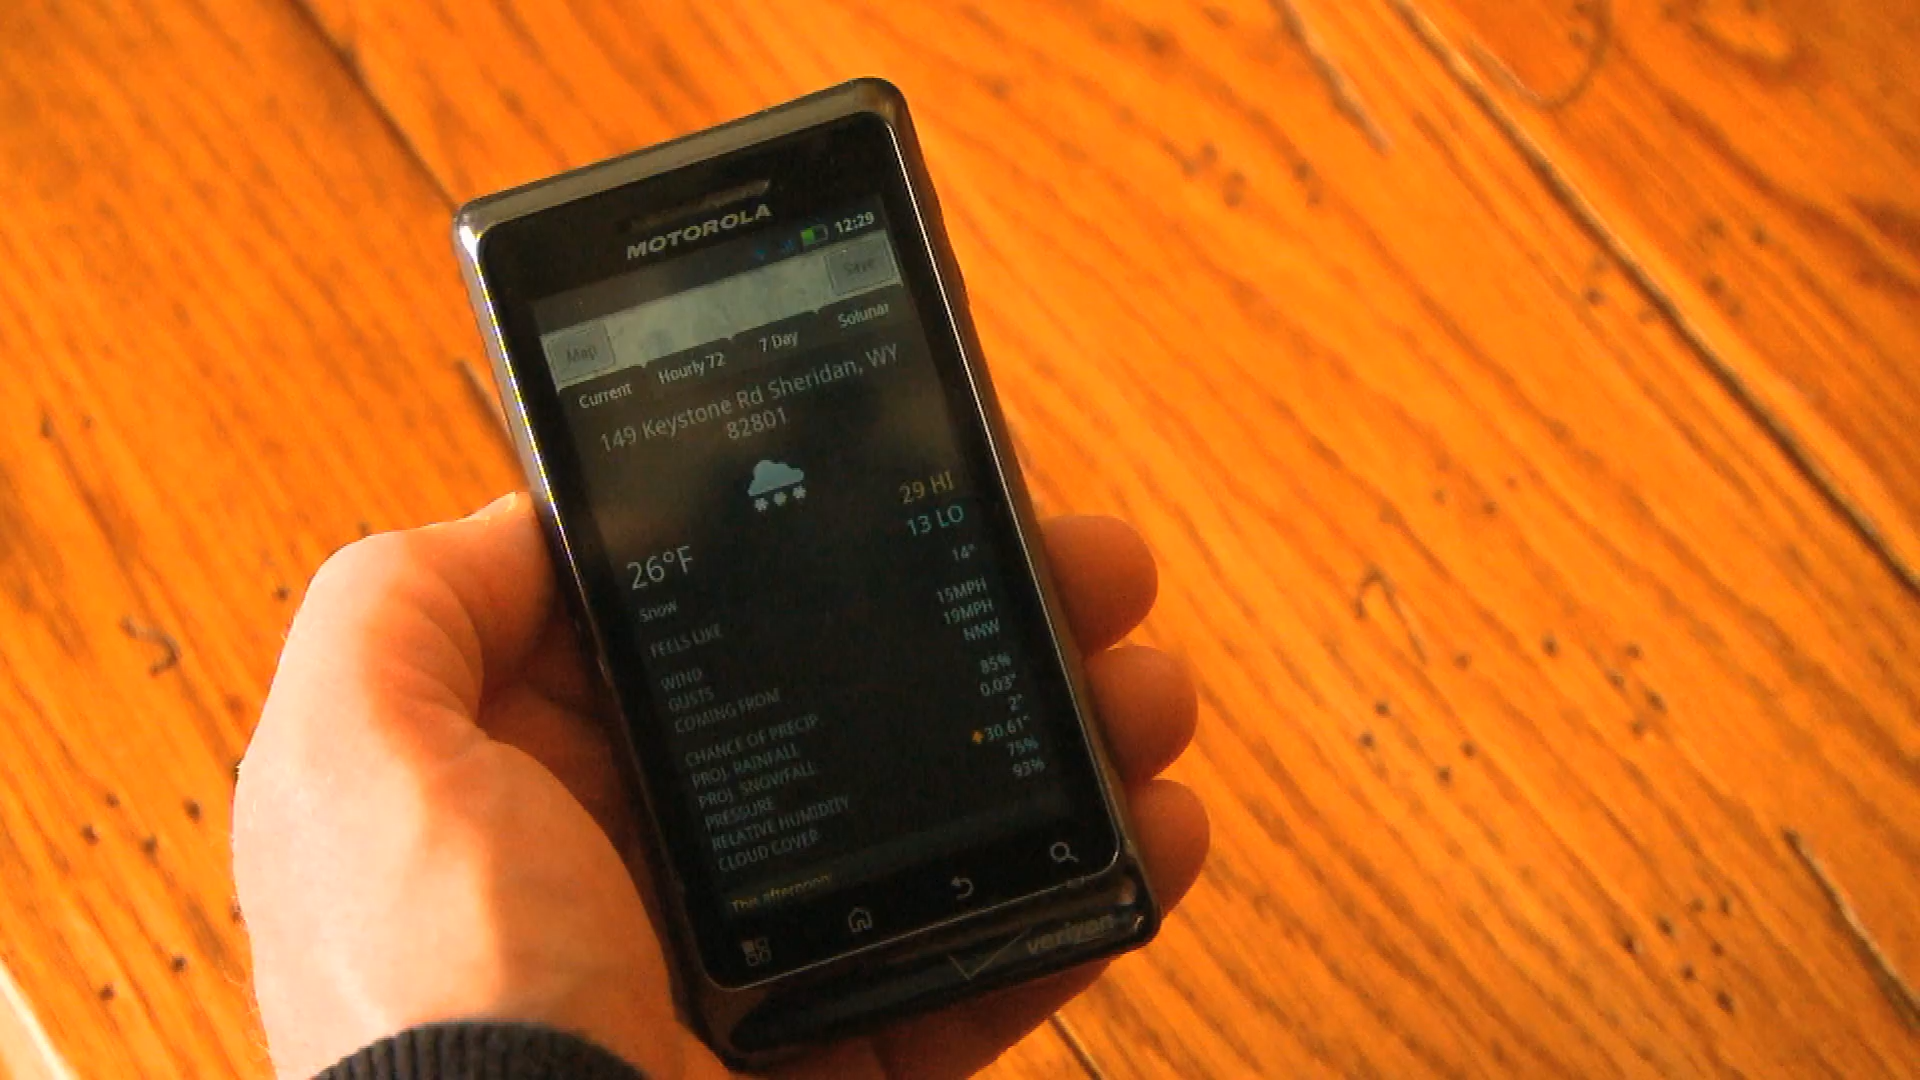 MOTOROLA
12:29
Map
Save
Current Hourly 72 7 Day Solunar
149 Keystone Rd Sheridan, WY
82801
29 HI
13 LO
26°F
Snow
FEELS LIKE 14°
WIND 15MPH
GUSTS 19MPH
COMING FROM NNW
CHANCE OF PRECIP 85%
PROJ. RAINFALL 0.03"
PROJ. SNOWFALL 2"
PRESSURE 30.61"
RELATIVE HUMIDITY 75%
CLOUD COVER 93%
This afternoon
verizon